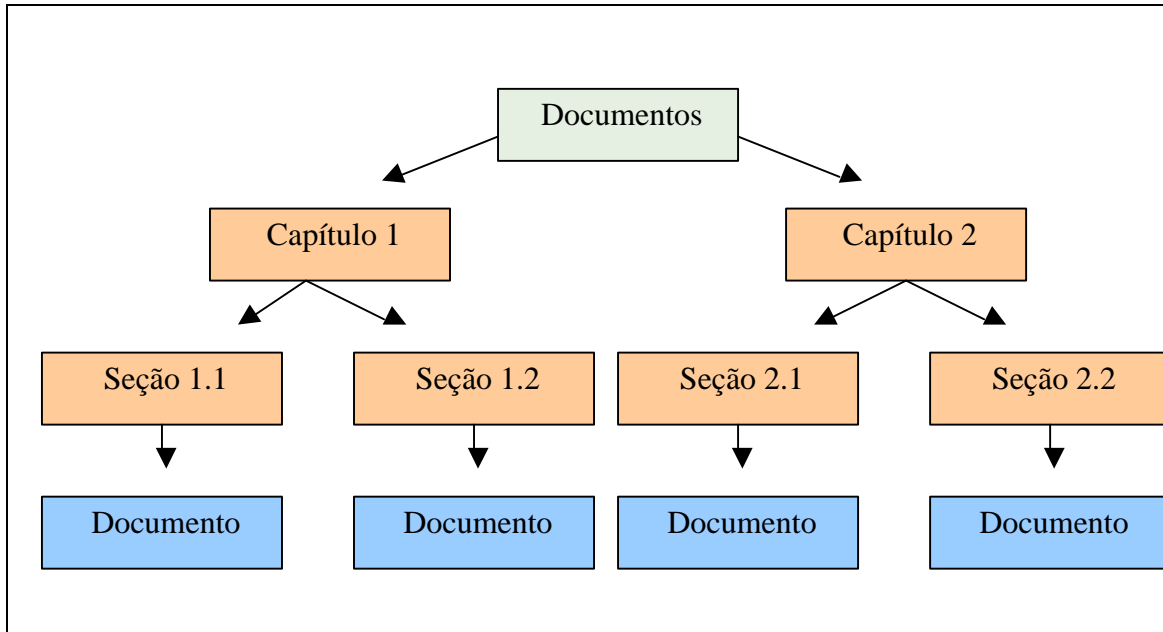 Documentos
Capítulo 1
Capítulo 2
Seção 1.1
Seção 1.2
Seção 2.1
Seção 2.2
Documento
Documento
Documento
Documento